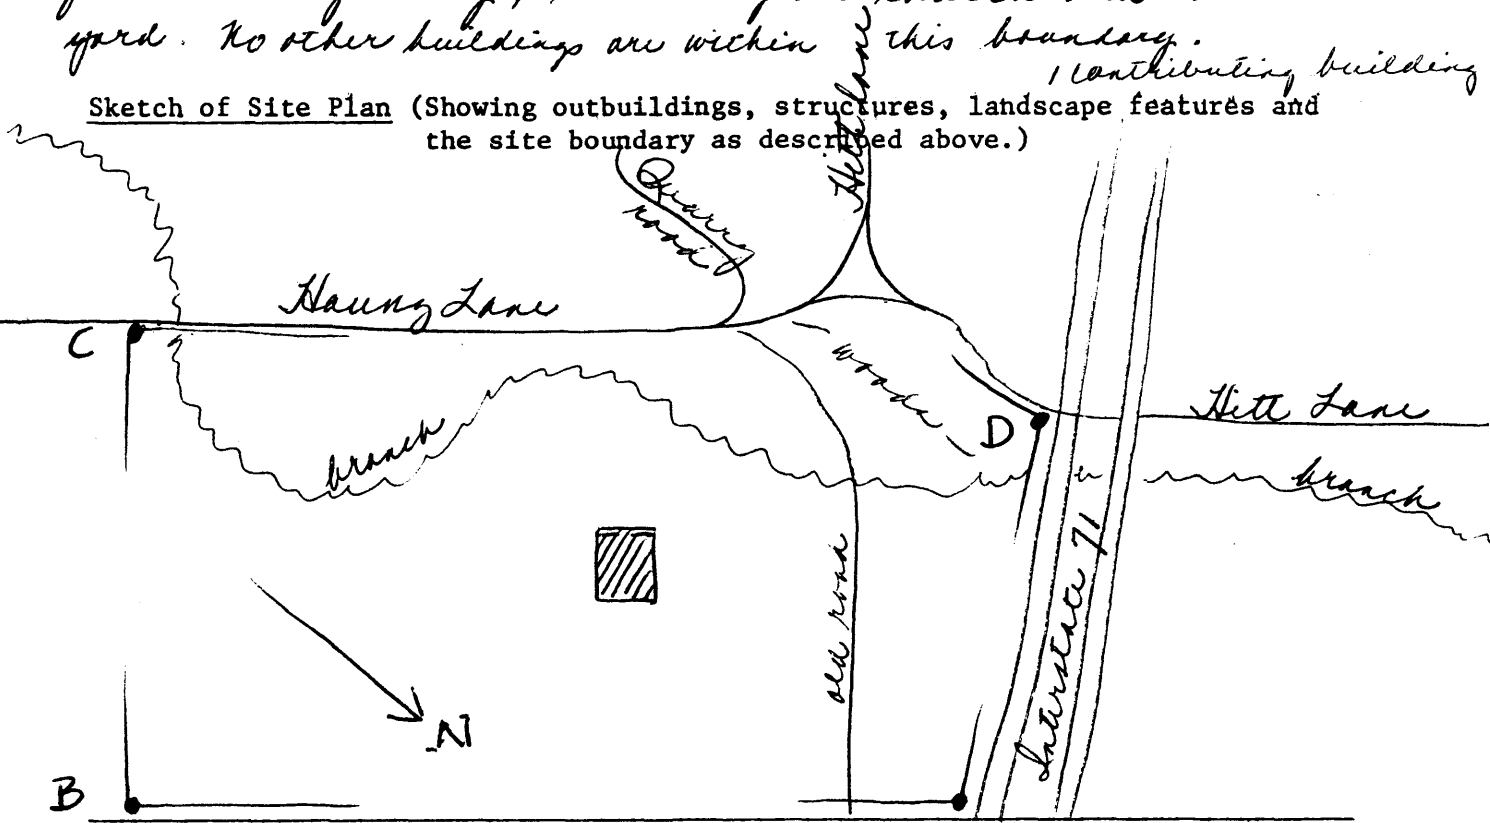 yard. No other buildings are within this boundary.
1 contributing building
Sketch of Site Plan (Showing outbuildings, structures, landscape features and
the site boundary as described above.)
Hitt Lane
Quarry
road
Haung Lane
C
woods
D
Hitt Lane
branch
branch
Interstate 71
old road
N
B